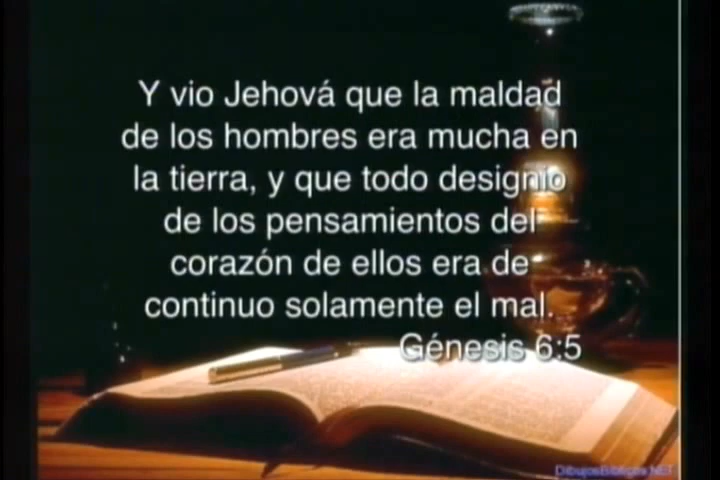 Y vio Jehová que la maldad
de los hombres era mucha en
la tierra, y que todo designio
de los pensamientos del
corazón de ellos era de
continuo solamente el mal.
Génesis 6:5
DibujosBiblicos.NET